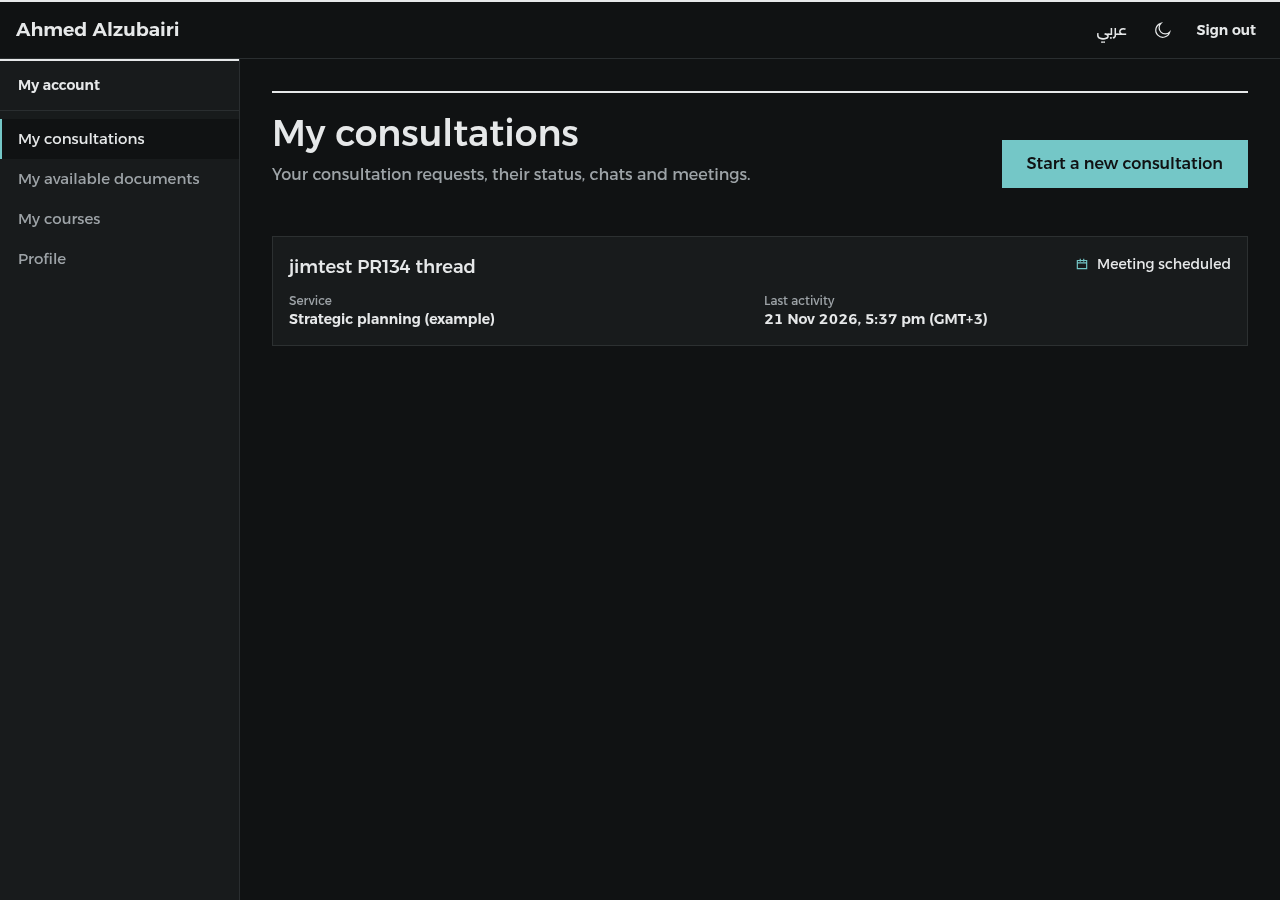 Ahmed Alzubairi
عربي
Sign out
My account
My consultations
My available documents
My courses
Profile
My consultations
Your consultation requests, their status, chats and meetings.
Start a new consultation
jimtest PR134 thread
Meeting scheduled
Service
Strategic planning (example)
Last activity
21 Nov 2026, 5:37 pm (GMT+3)